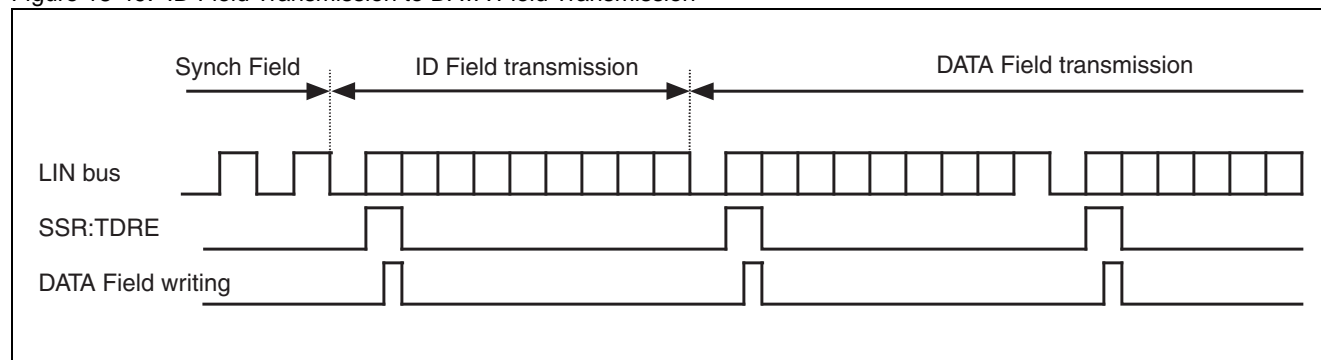 Synch Field ID Field transmission DATA Field transmission
LIN bus
SSR:TDRE
DATA Field writing